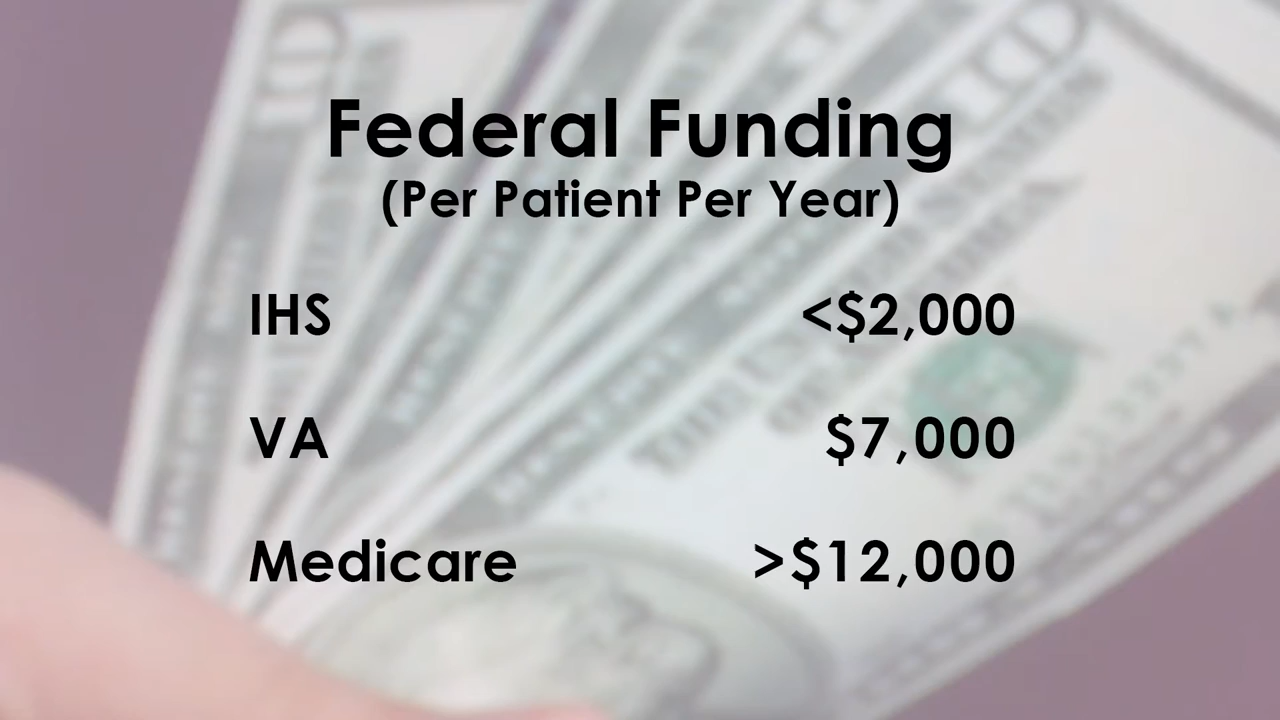 Federal Funding
(Per Patient Per Year)
IHS <$2,000
VA $7,000
Medicare >$12,000